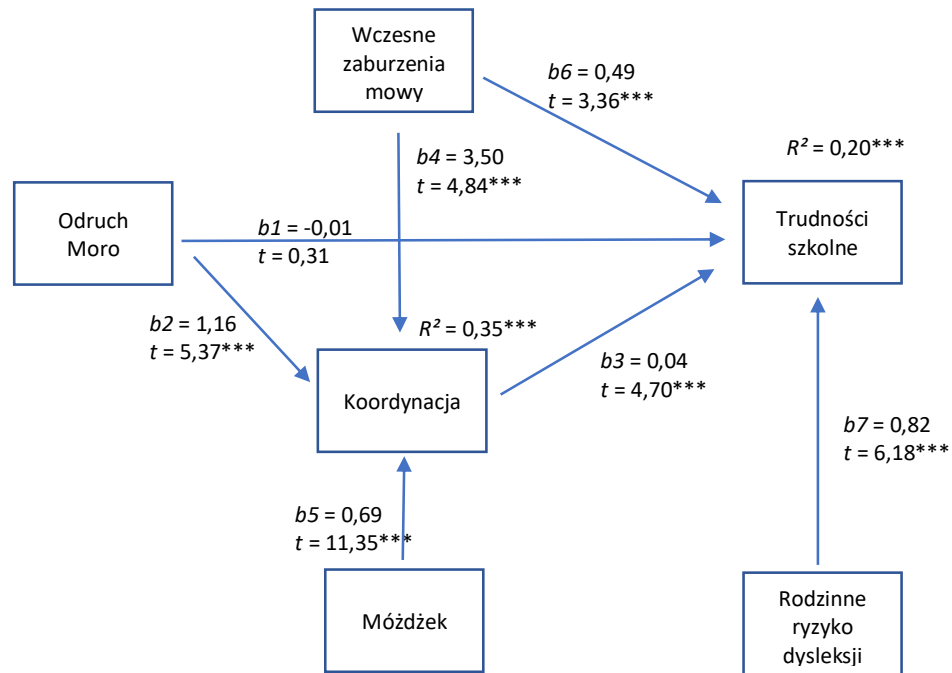 Wczesne
zaburzenia
mowy
b6 = 0,49
t = 3,36***
R² = 0,20***
b4 = 3,50
t = 4,84***
Odruch
Moro
b1 = -0,01
t = 0,31
Trudności
szkolne
b2 = 1,16
t = 5,37***
R² = 0,35***
b3 = 0,04
t = 4,70***
Koordynacja
b7 = 0,82
t = 6,18***
b5 = 0,69
t = 11,35***
Móżdżek
Rodzinne
ryzyko
dysleksji